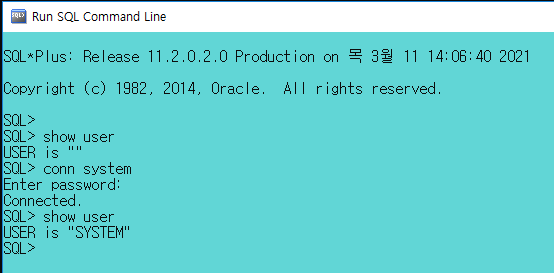 SQL> Run SQL Command Line
SQL*Plus: Release 11.2.0.2.0 Production on 목 3월 11 14:06:40 2021
Copyright (c) 1982, 2014, Oracle.  All rights reserved.
SQL>
SQL> show user
USER is ""
SQL> conn system
Enter password:
Connected.
SQL> show user
USER is "SYSTEM"
SQL>